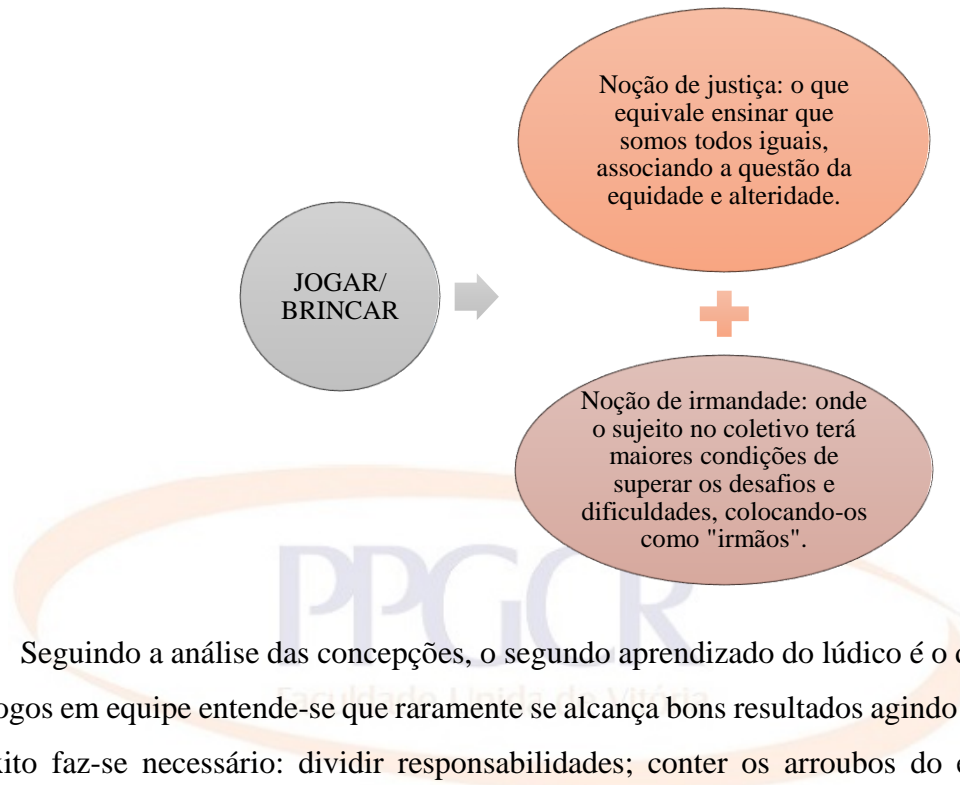 Noção de justiça: o que
equivale ensinar que
somos todos iguais,
associando a questão da
equidade e alteridade.
JOGAR/
BRINCAR
Noção de irmandade: onde
o sujeito no coletivo terá
maiores condições de
superar os desafios e
dificuldades, colocando-os
como "irmãos".
PPGCR
Faculdade Unida de Vitória
Seguindo a análise das concepções, o segundo aprendizado do lúdico é o
ogos em equipe entende-se que raramente se alcança bons resultados agindo
ito faz-se necessário: dividir responsabilidades; conter os arroubos do